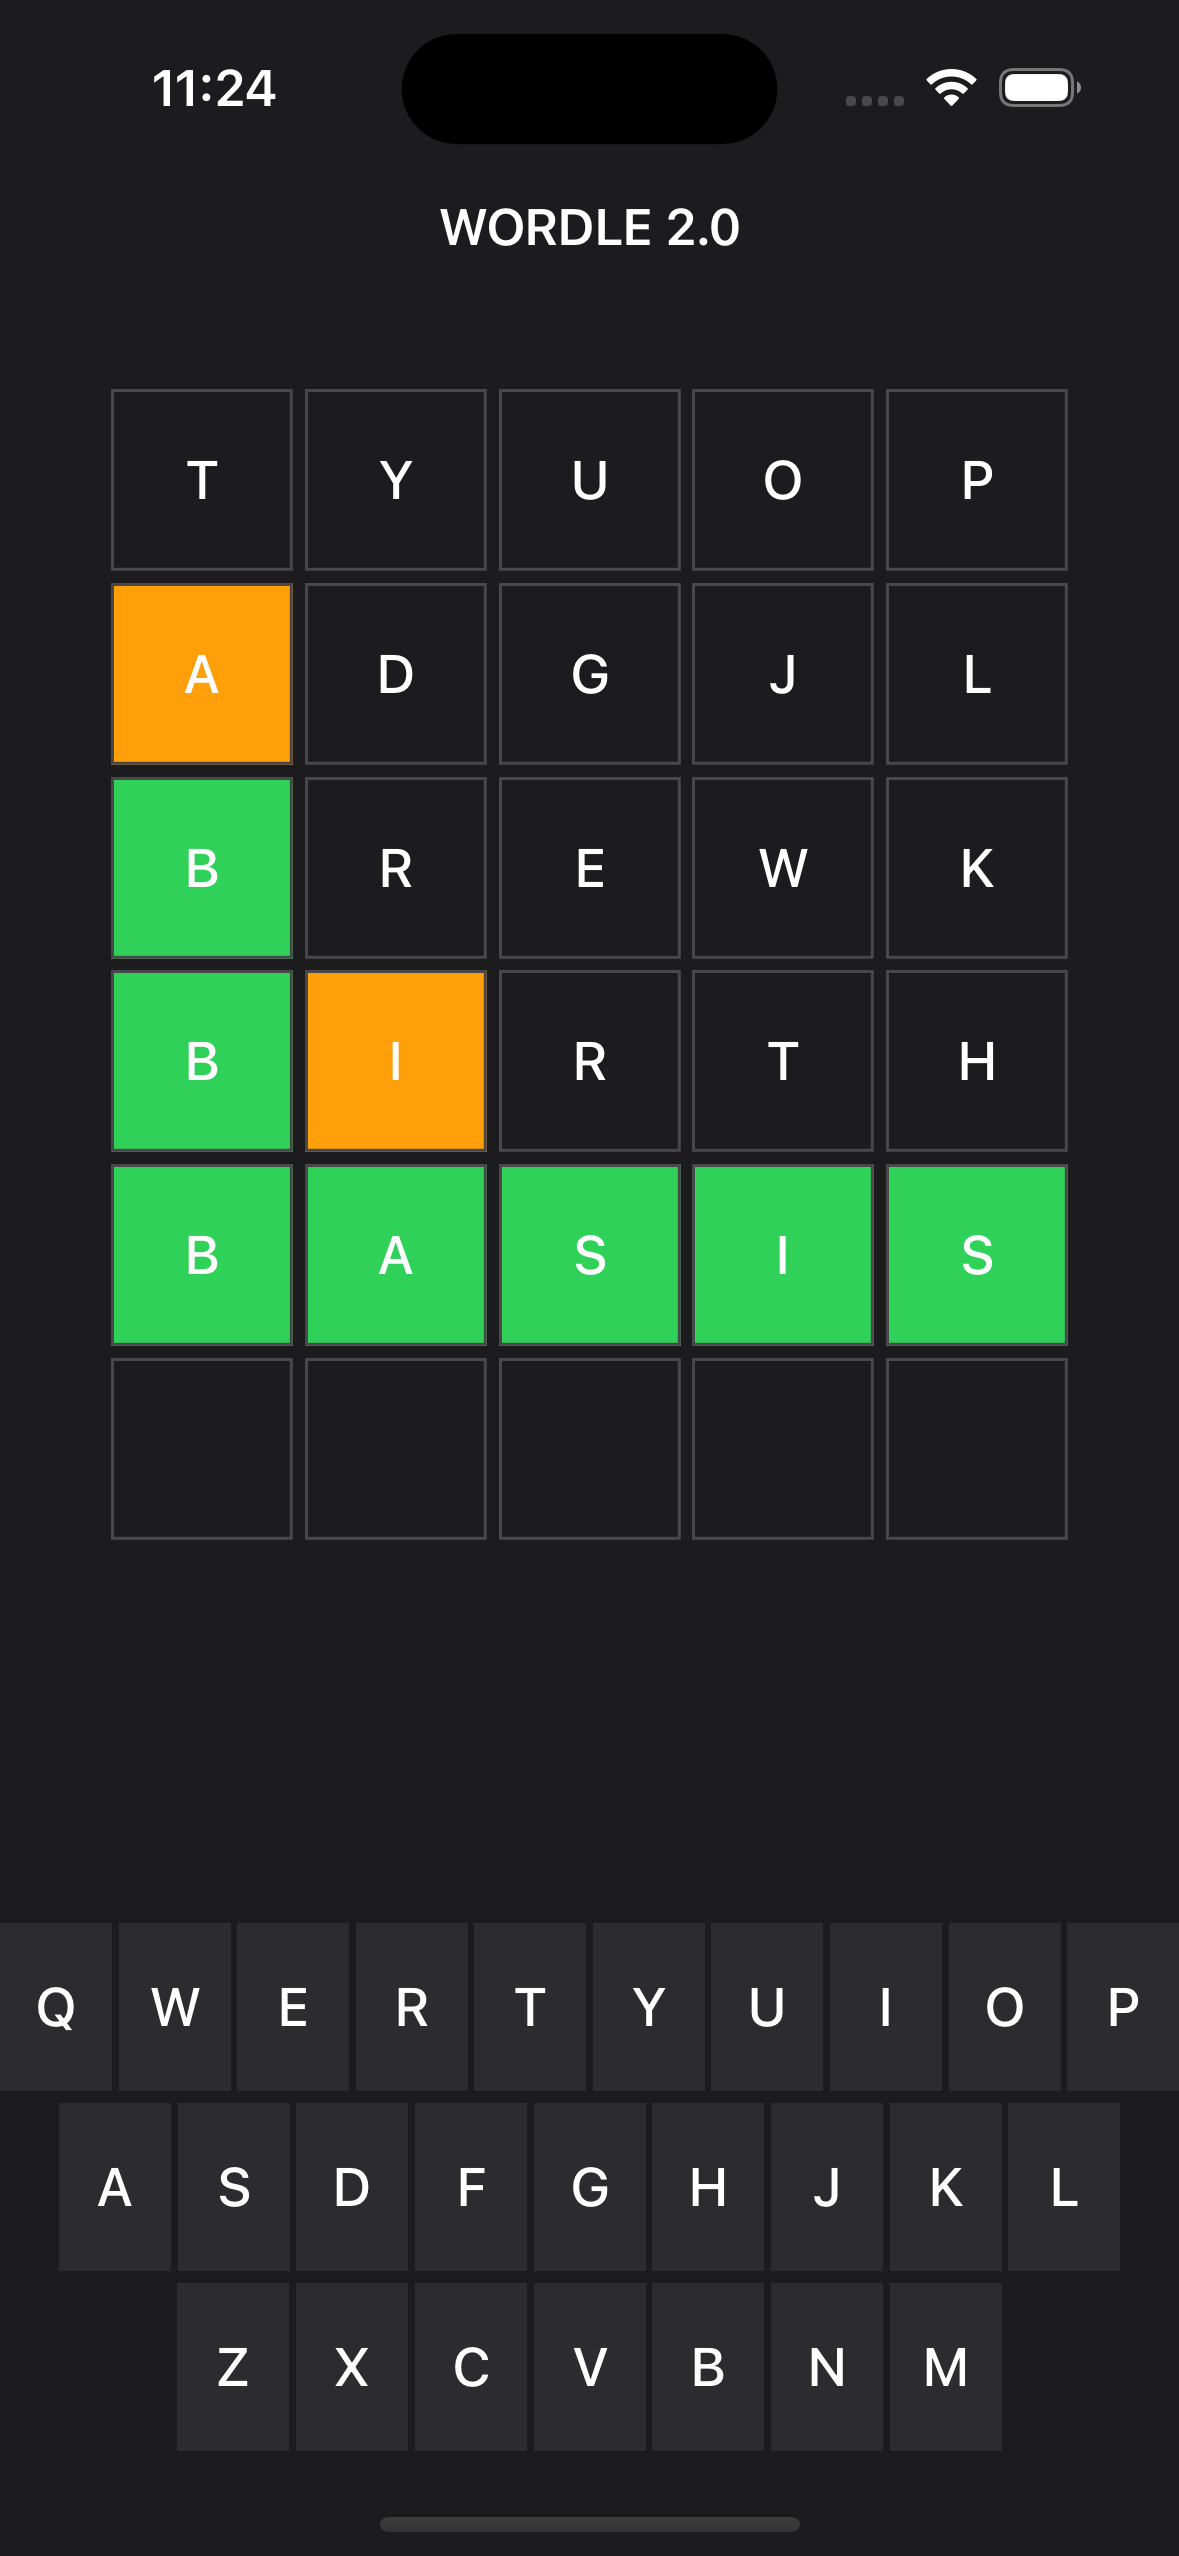 11:24
WORDLE 2.0
T Y U O P
A D G J L
B R E W K
B I R T H
B A S I S
Q W E R T Y U I O P
A S D F G H J K L
Z X C V B N M